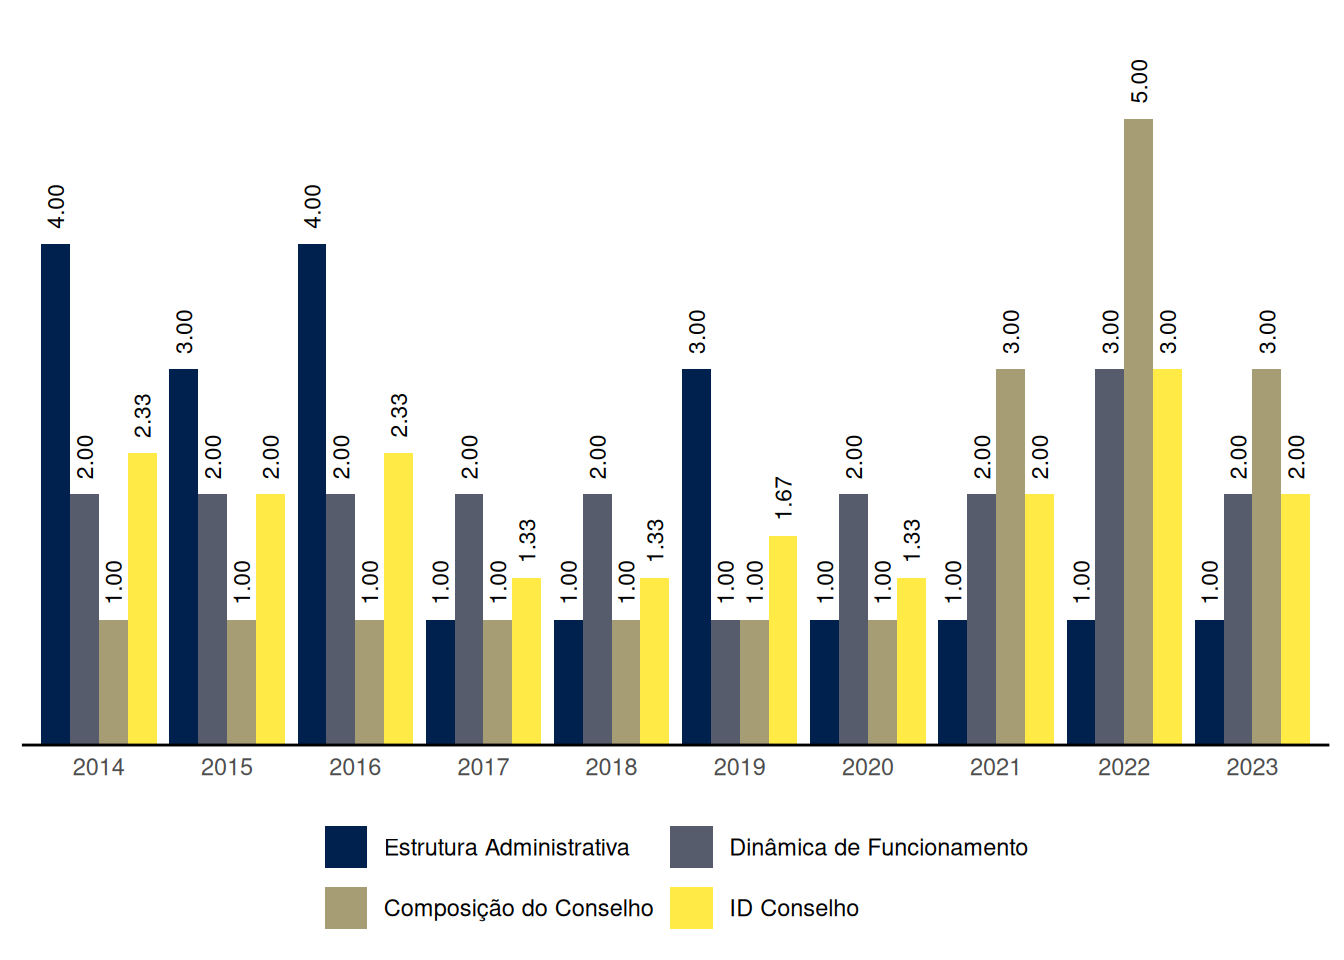 4.00 2.00 1.00 2.33 3.00 2.00 1.00 2.00 4.00 2.00 1.00 2.33 1.00 2.00 1.00 1.33 1.00 2.00 1.00 1.33 3.00 1.00 1.00 1.67 1.00 2.00 1.00 1.33 1.00 2.00 3.00 2.00 1.00 3.00 5.00 3.00 1.00 2.00 3.00 2.00
2014 2015 2016 2017 2018 2019 2020 2021 2022 2023
Estrutura Administrativa Dinâmica de Funcionamento
Composição do Conselho ID Conselho